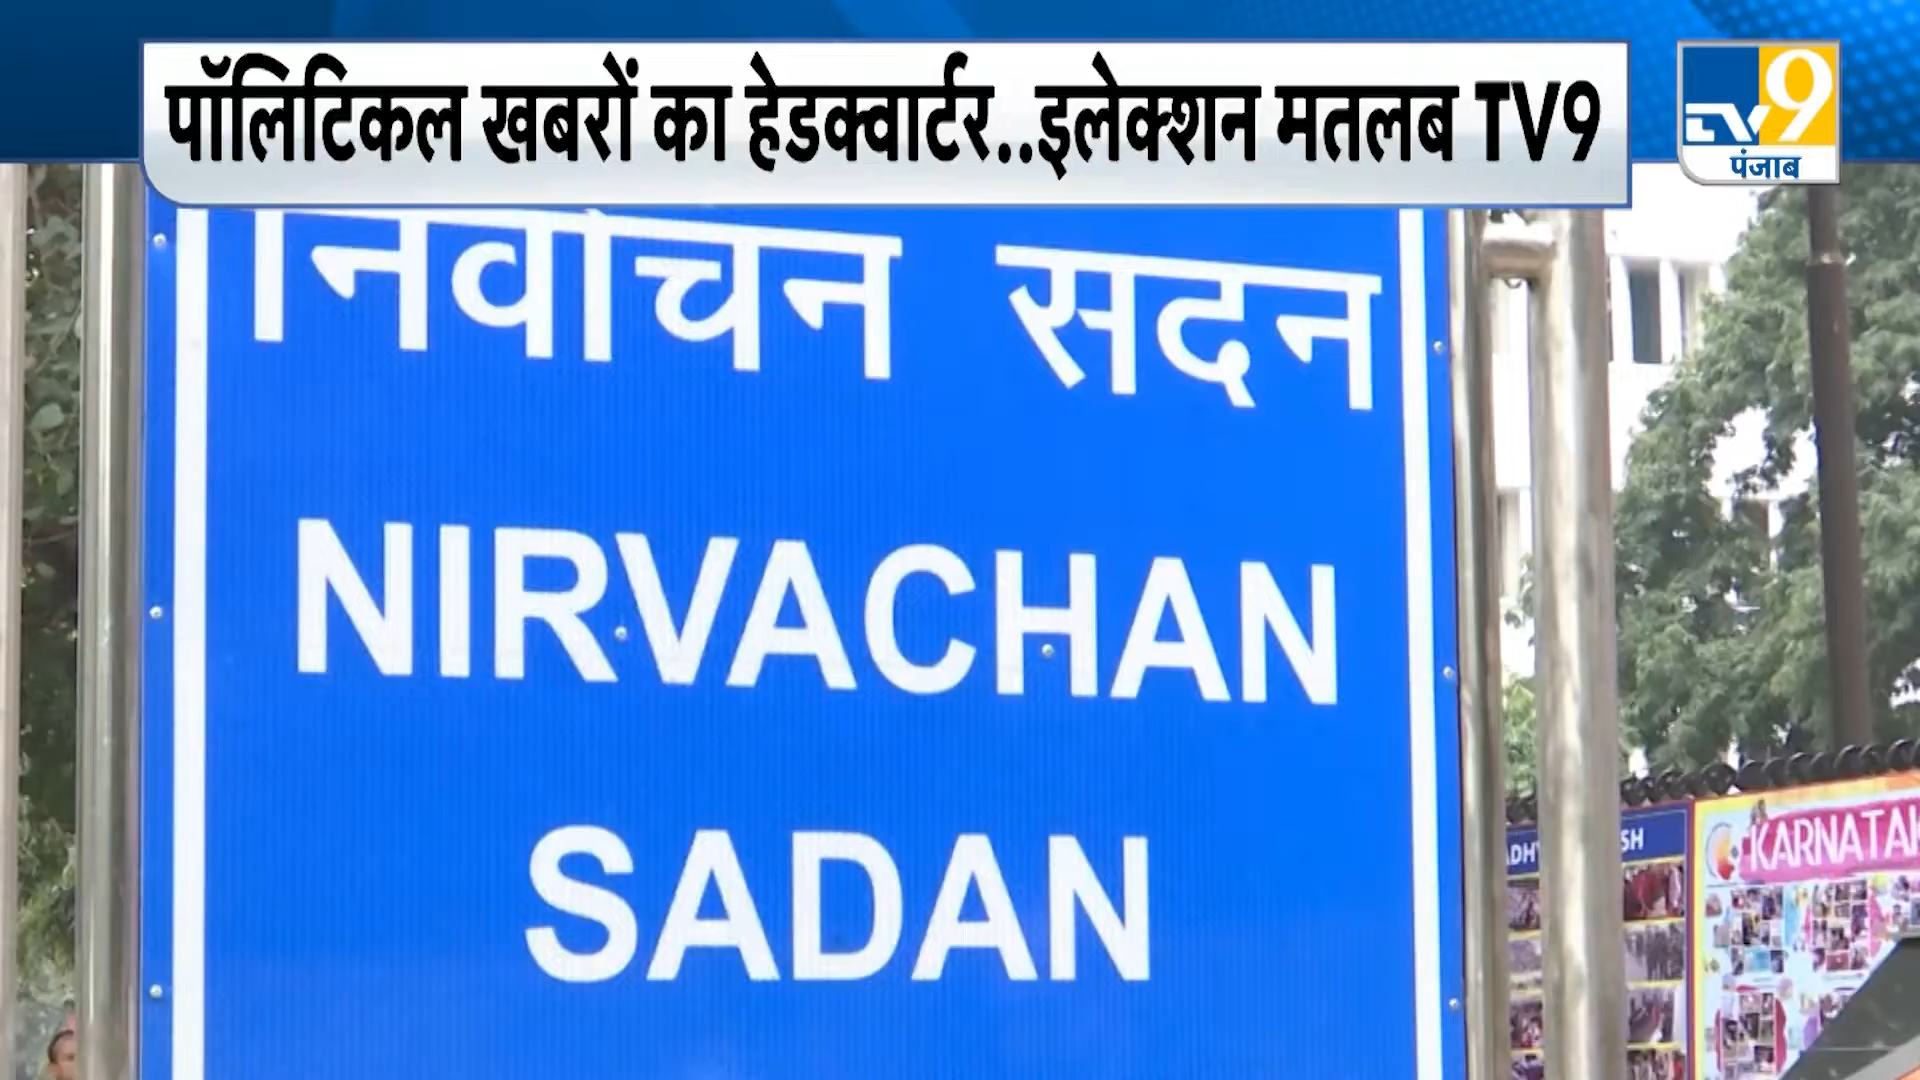 पॉलिटिकल खबरों का हेडक्वार्टर..इलेक्शन मतलब TV9
TV9
पंजाब
निर्वाचन सदन
NIRVACHAN
SADAN
KARNATAK